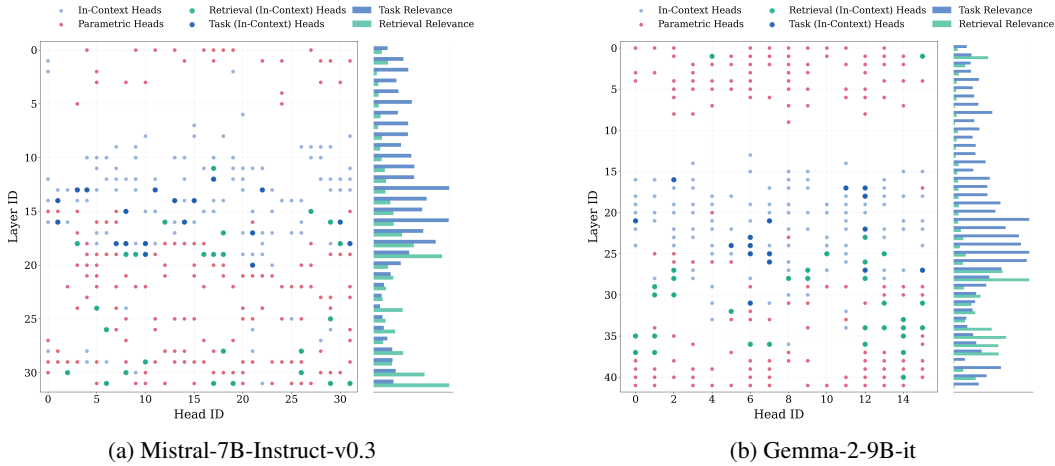 In-Context Heads Retrieval (In-Context) Heads Task Relevance
Parametric Heads Task (In-Context) Heads Retrieval Relevance
0
5
10
15
20
25
30
Layer ID
0 5 10 15 20 25 30
Head ID
(a) Mistral-7B-Instruct-v0.3
In-Context Heads Retrieval (In-Context) Heads Task Relevance
Parametric Heads Task (In-Context) Heads Retrieval Relevance
0
5
10
15
20
25
30
35
40
Layer ID
0 2 4 6 8 10 12 14
Head ID
(b) Gemma-2-9B-it